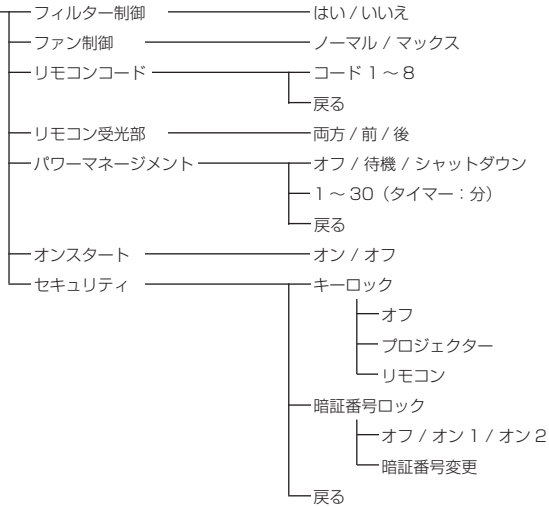 フィルター制御 はい / いいえ
ファン制御 ノーマル / マックス
リモコンコード コード 1 ～ 8
戻る
リモコン受光部 両方 / 前 / 後
パワーマネージメント オフ / 待機 / シャットダウン
1 ～ 30（タイマー：分）
戻る
オンスタート オン / オフ
セキュリティ キーロック
オフ
プロジェクター
リモコン
暗証番号ロック
オフ / オン 1 / オン 2
暗証番号変更
戻る